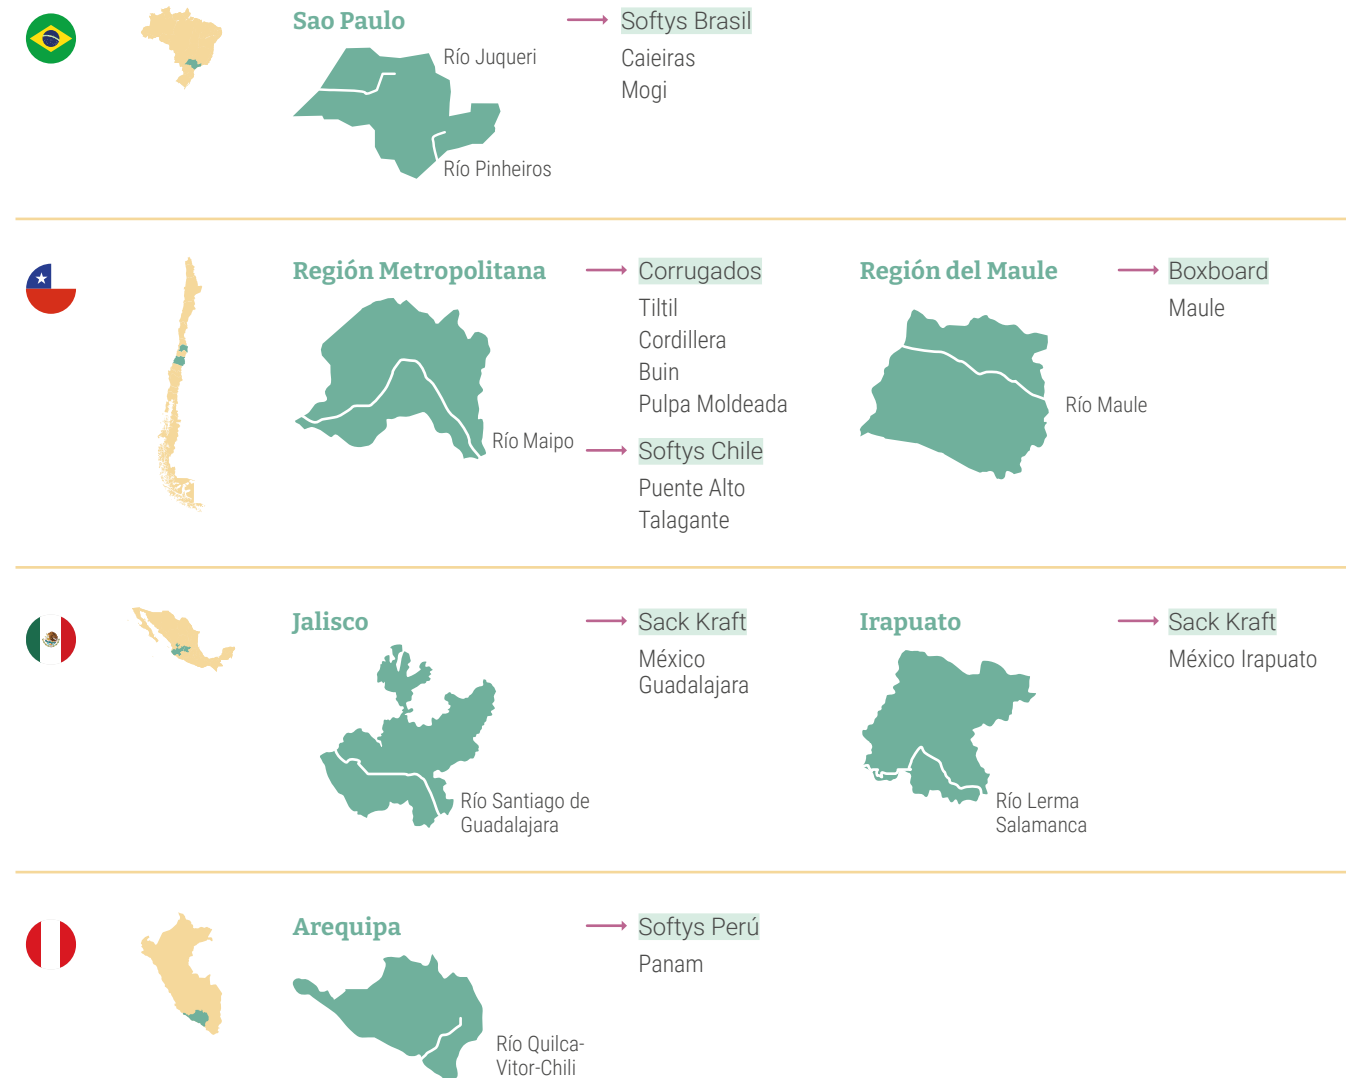 Sao Paulo
Río Juqueri
Río Pinheiros
Softys Brasil
Caieiras
Mogi
Región Metropolitana
Río Maipo
Corrugados
Tiltil
Cordillera
Buin
Pulpa Moldeada
Softys Chile
Puente Alto
Talagante
Región del Maule
Río Maule
Boxboard
Maule
Jalisco
Río Santiago de
Guadalajara
Sack Kraft
México
Guadalajara
Irapuato
Río Lerma
Salamanca
Sack Kraft
México Irapuato
Arequipa
Río Quilca-
Vitor-Chili
Softys Perú
Panam